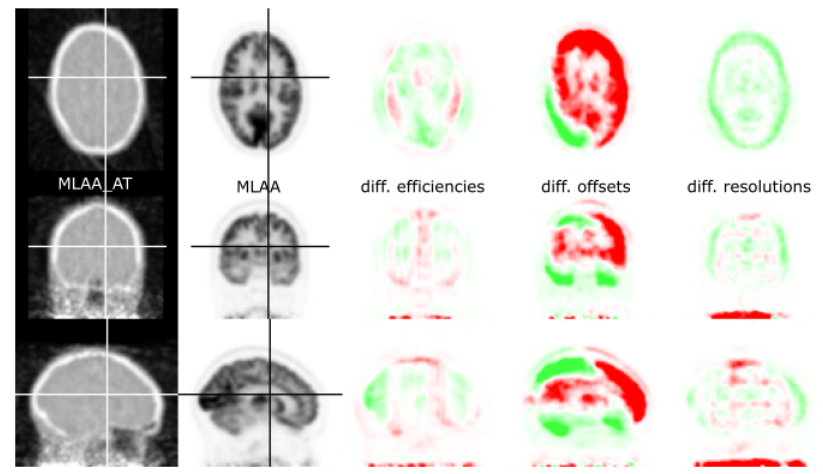 MLAA_AT
MLAA
diff. efficiencies
diff. offsets
diff. resolutions